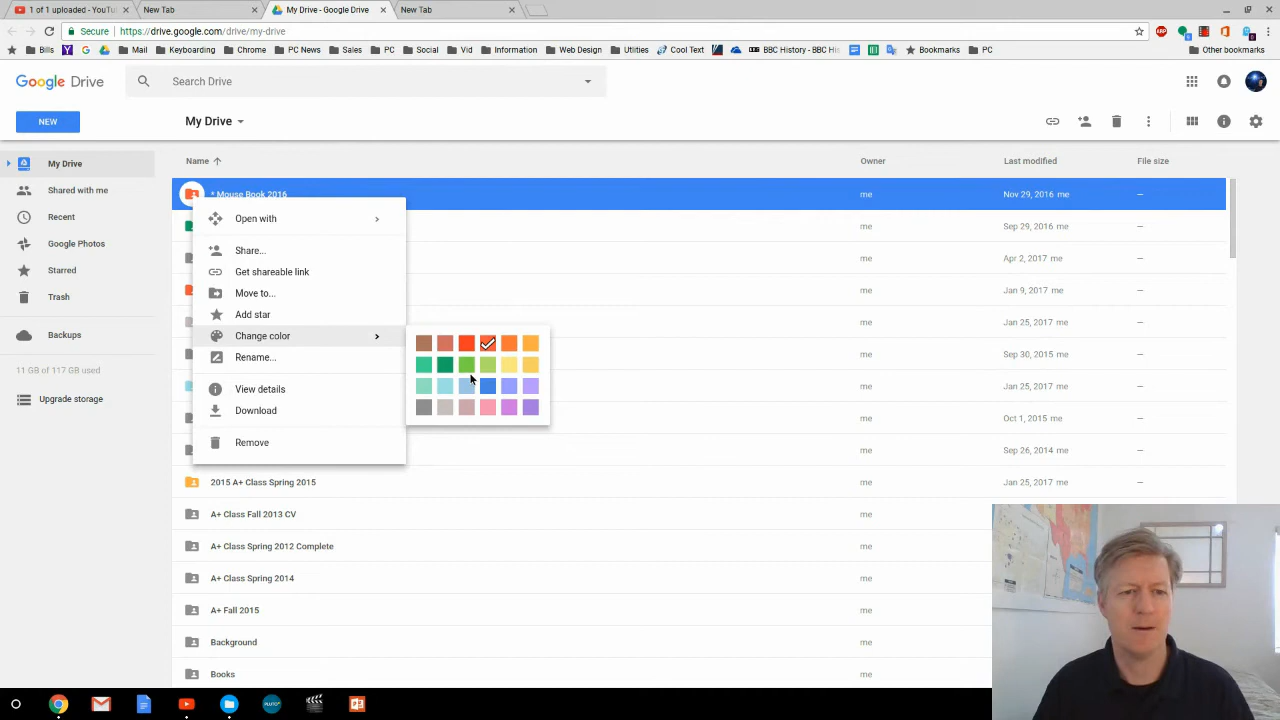 1 of 1 uploaded - YouTu
New Tab
My Drive - Google Drive
New Tab
Secure
https://drive.google.com/drive/my-drive
Bills
Mail
Keyboarding
Chrome
PC News
Sales
PC
Social
Vid
Information
Web Design
Utilities
Cool Text
BBC History - BBC His
Bookmarks
PC
Other bookmarks
Google Drive
Search Drive
NEW
My Drive
Name
Owner
Last modified
File size
My Drive
Shared with me
Recent
Google Photos
Starred
Trash
Backups
11 GB of 117 GB used
Upgrade storage
* Mouse Book 2016 me Nov 29, 2016 me —
me Sep 29, 2016 me —
me Apr 2, 2017 me —
me Jan 9, 2017 me —
me Jan 25, 2017 me —
me Sep 30, 2015 me —
me Jan 25, 2017 me —
me Oct 1, 2015 me —
me Sep 26, 2014 me —
2015 A+ Class Spring 2015 me Jan 25, 2017 me —
A+ Class Fall 2013 CV me
A+ Class Spring 2012 Complete me
A+ Class Spring 2014 me
A+ Fall 2015 me
Background me
Books me
Open with
Share...
Get shareable link
Move to...
Add star
Change color
Rename...
View details
Download
Remove